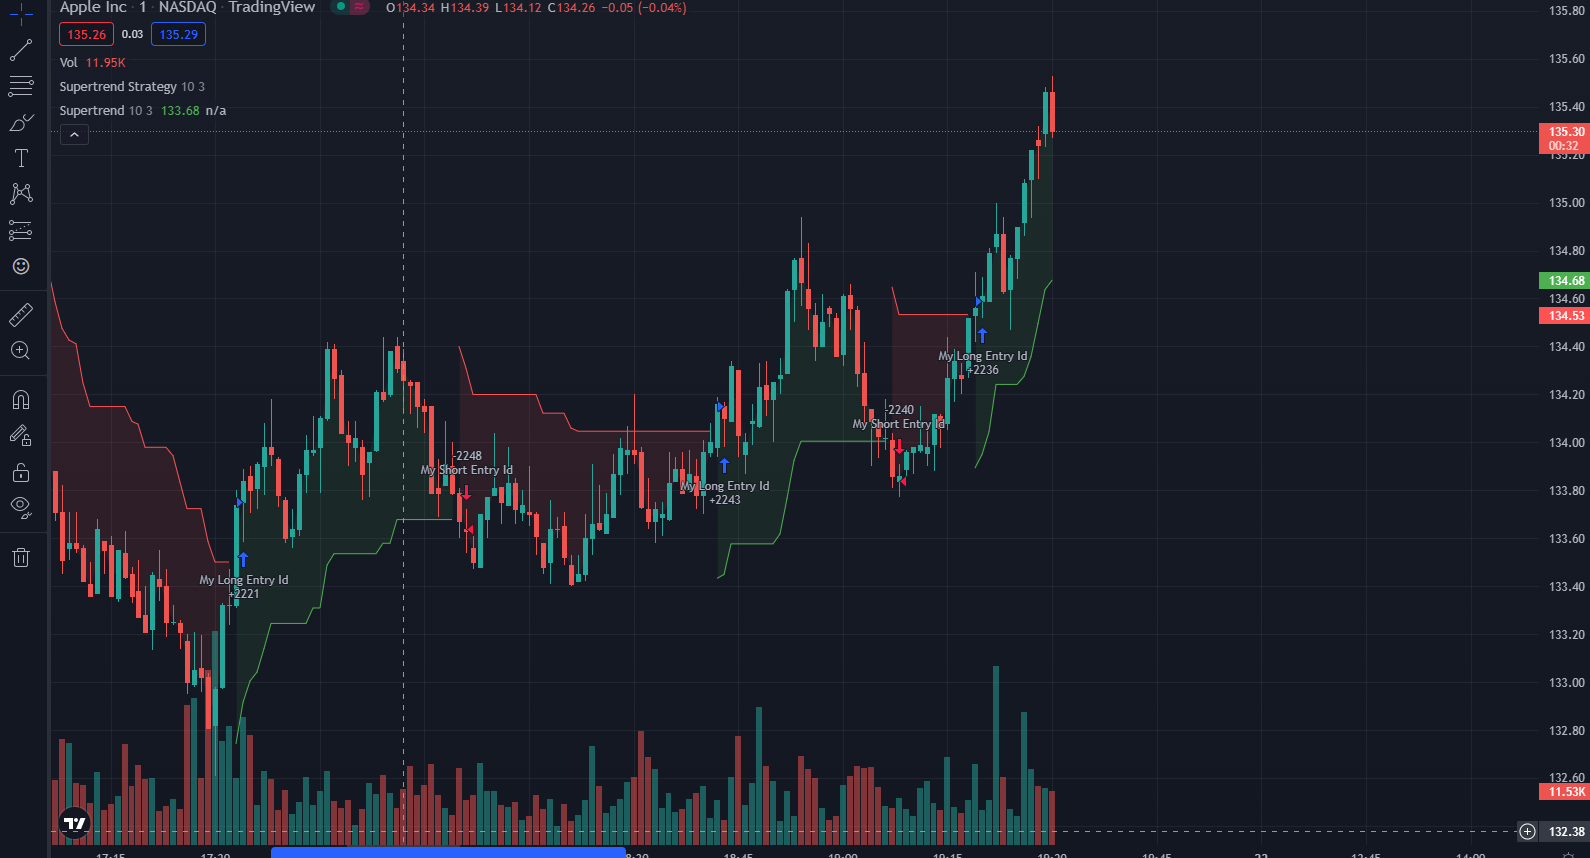 Apple Inc · 1 · NASDAQ · TradingView
≈
O134.34 H134.39 L134.12 C134.26 −0.05 (−0.04%)
135.26 0.03 135.29
Vol 11.95K
Supertrend Strategy 10 3
Supertrend 10 3 133.68 n/a
T
135.80
135.60
135.40
135.30
00:32
135.20
135.00
134.80
134.68
134.60
134.53
134.40
134.20
134.00
133.80
133.60
133.40
133.20
133.00
132.80
132.60
11.53K
132.38
My Long Entry Id
+2236
-2240
My Short Entry Id
-2248
My Short Entry Id
My Long Entry Id
+2243
My Long Entry Id
+2221
17:15
17:30
18:45
19:00
19:15
19:30
19:45
22
13:45
14:00